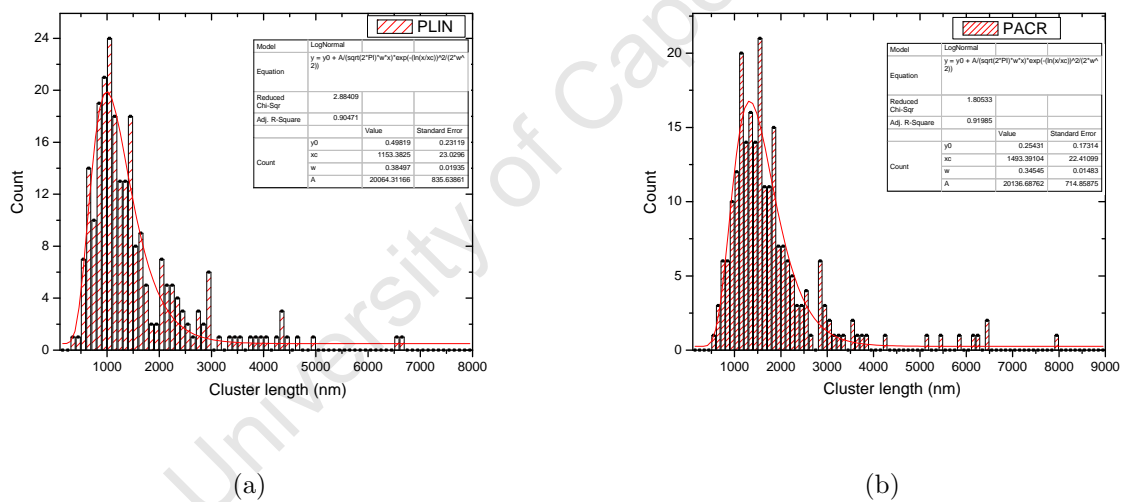 PLIN
Count
24
20
16
12
8
4
0
1000 2000 3000 4000 5000 6000 7000 8000
Cluster length (nm)
Model LogNormal
Equation y = y0 + A/(sqrt(2*PI)*w*x)*exp(-(ln(x/xc))^2/(2*w^
2))
Reduced
Chi-Sqr 2.88409
Adj. R-Square 0.90471
Value Standard Error
Count
y0 0.49819 0.23119
xc 1153.3825 23.0296
w 0.38497 0.01935
A 20064.31166 835.63861
(a)
PACR
Count
20
15
10
5
0
1000 2000 3000 4000 5000 6000 7000 8000 9000
Cluster length (nm)
Model LogNormal
Equation y = y0 + A/(sqrt(2*PI)*w*x)*exp(-(ln(x/xc))^2/(2*w^
2))
Reduced
Chi-Sqr 1.80533
Adj. R-Square 0.91985
Value Standard Error
Count
y0 0.25431 0.17314
xc 1493.39104 22.41099
w 0.34545 0.01483
A 20136.68762 714.85875
(b)
University of Cape